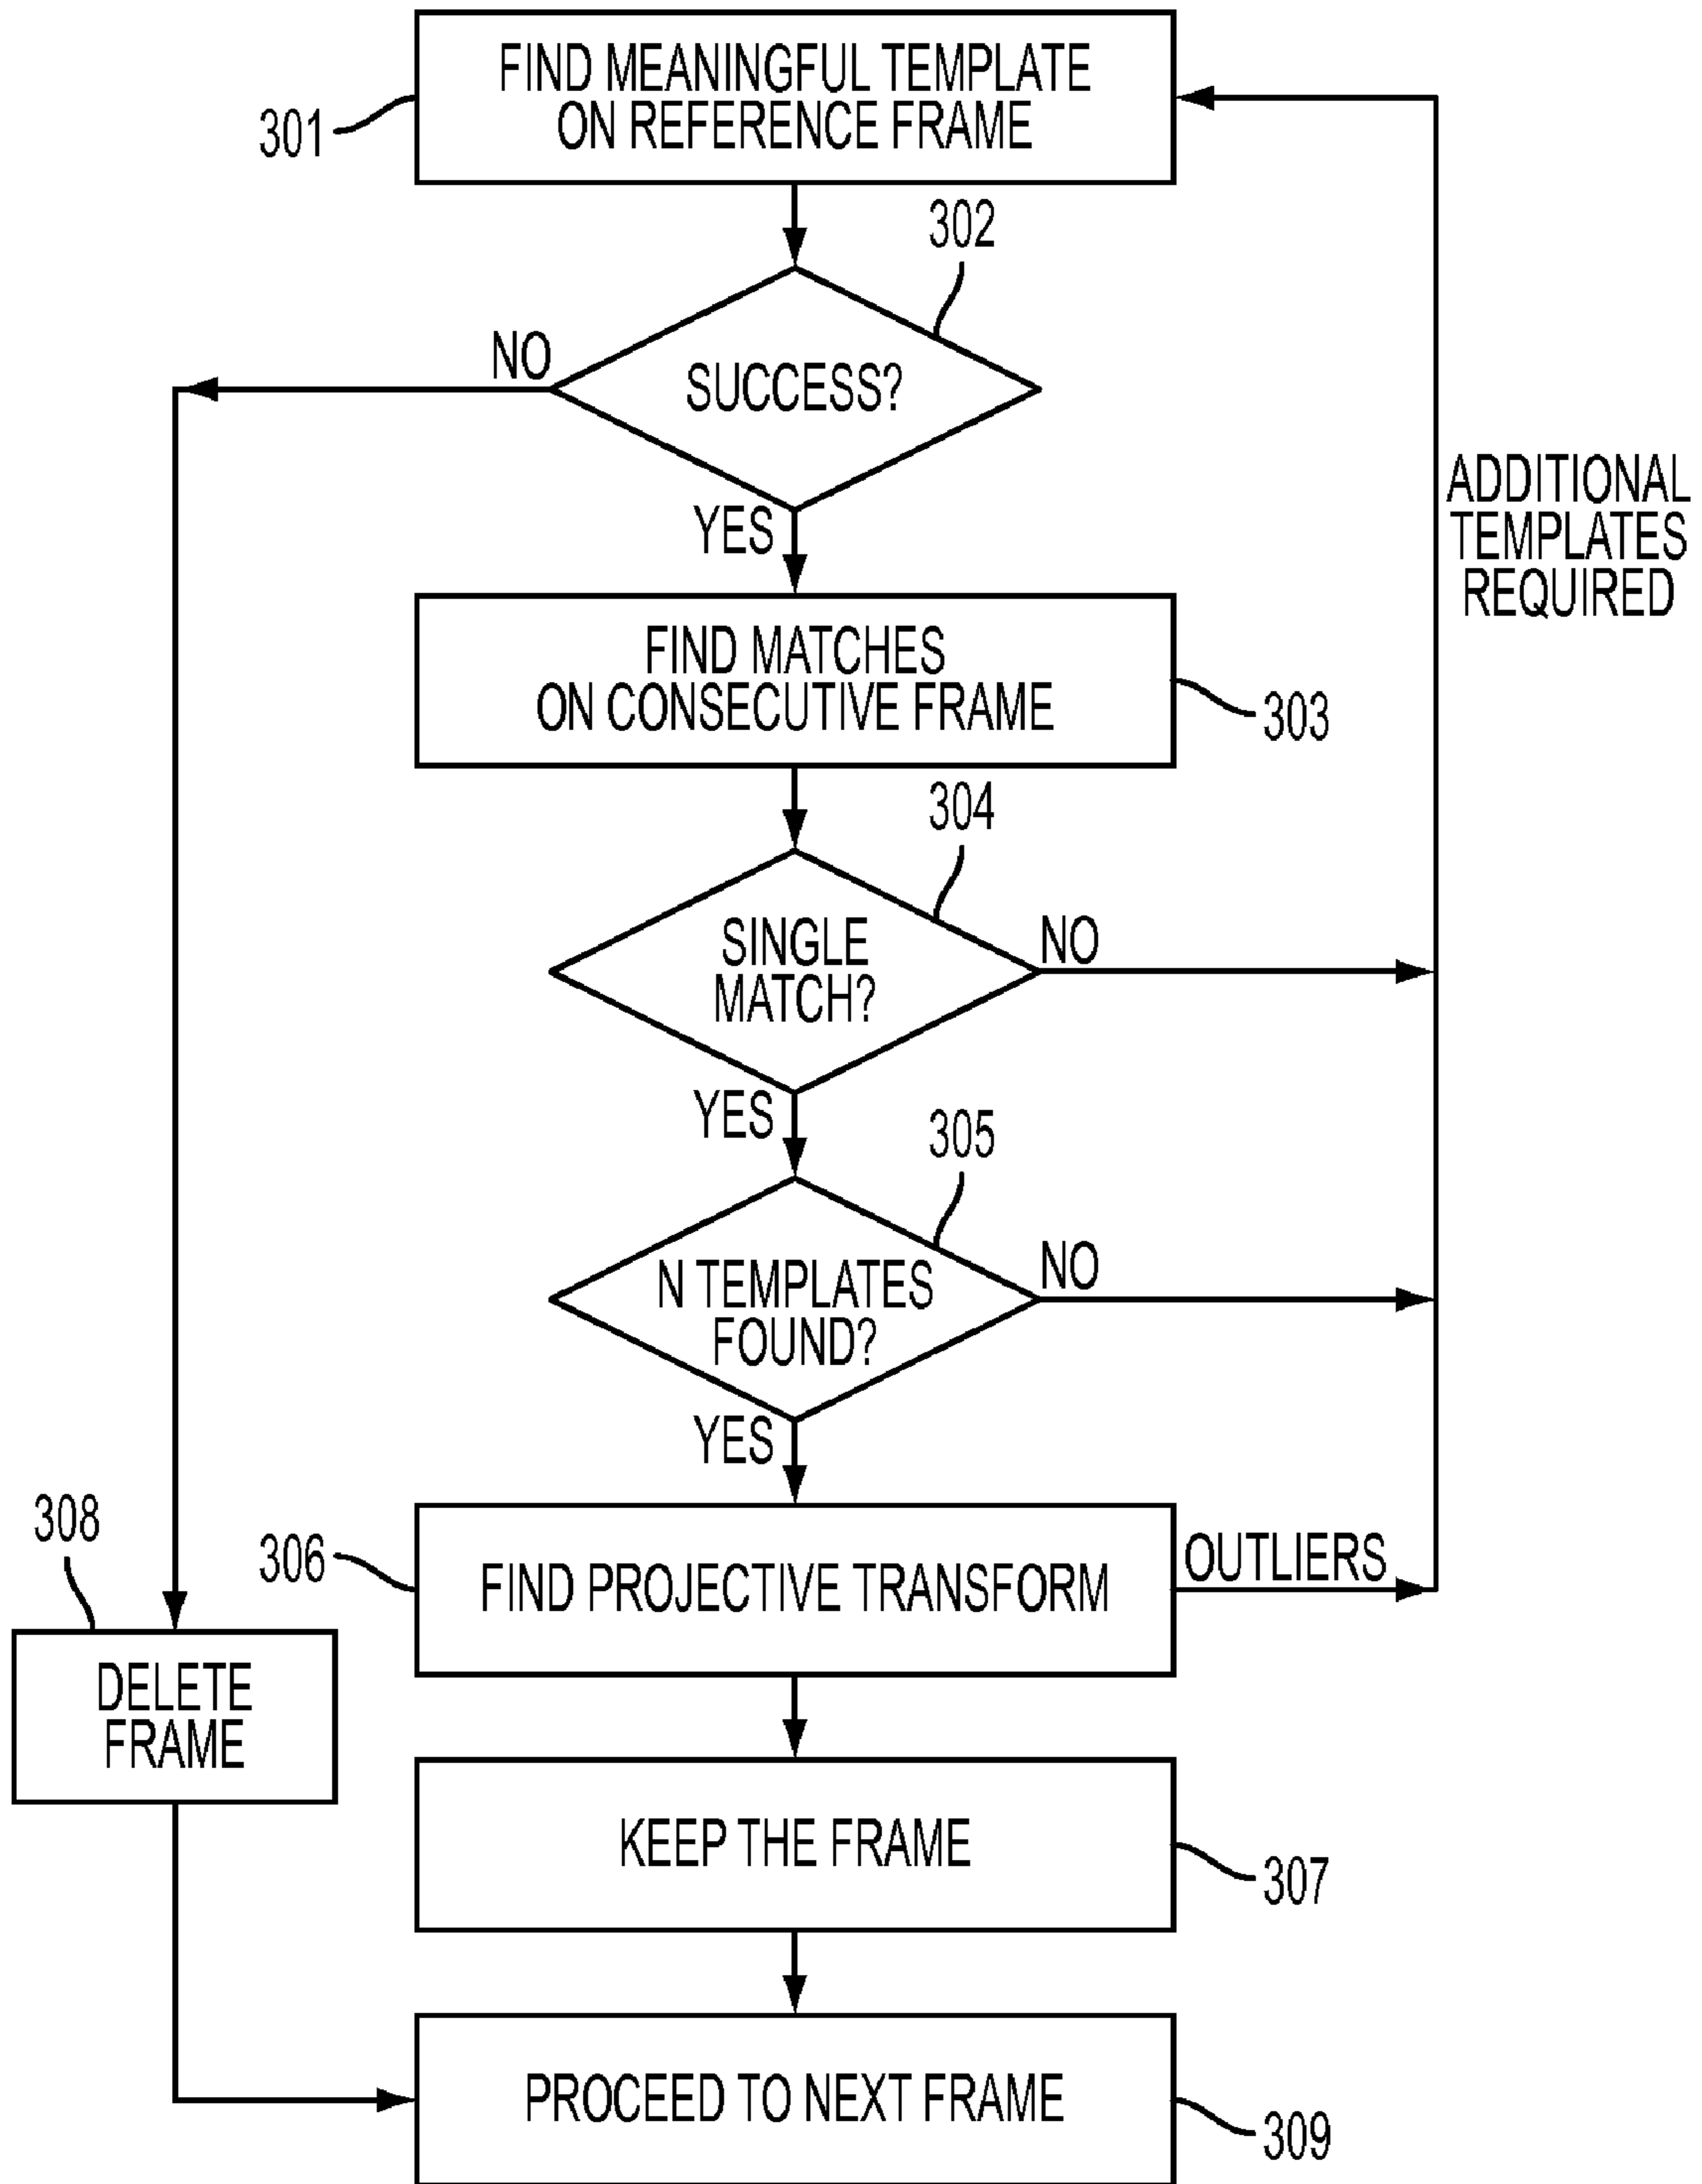 FIND MEANINGFUL TEMPLATE
ON REFERENCE FRAME
301
302
SUCCESS?
NO
YES
ADDITIONAL
TEMPLATES
REQUIRED
FIND MATCHES
ON CONSECUTIVE FRAME
303
304
SINGLE
MATCH?
NO
YES
305
N TEMPLATES
FOUND?
NO
YES
306
FIND PROJECTIVE TRANSFORM
OUTLIERS
308
DELETE
FRAME
KEEP THE FRAME
307
PROCEED TO NEXT FRAME
309